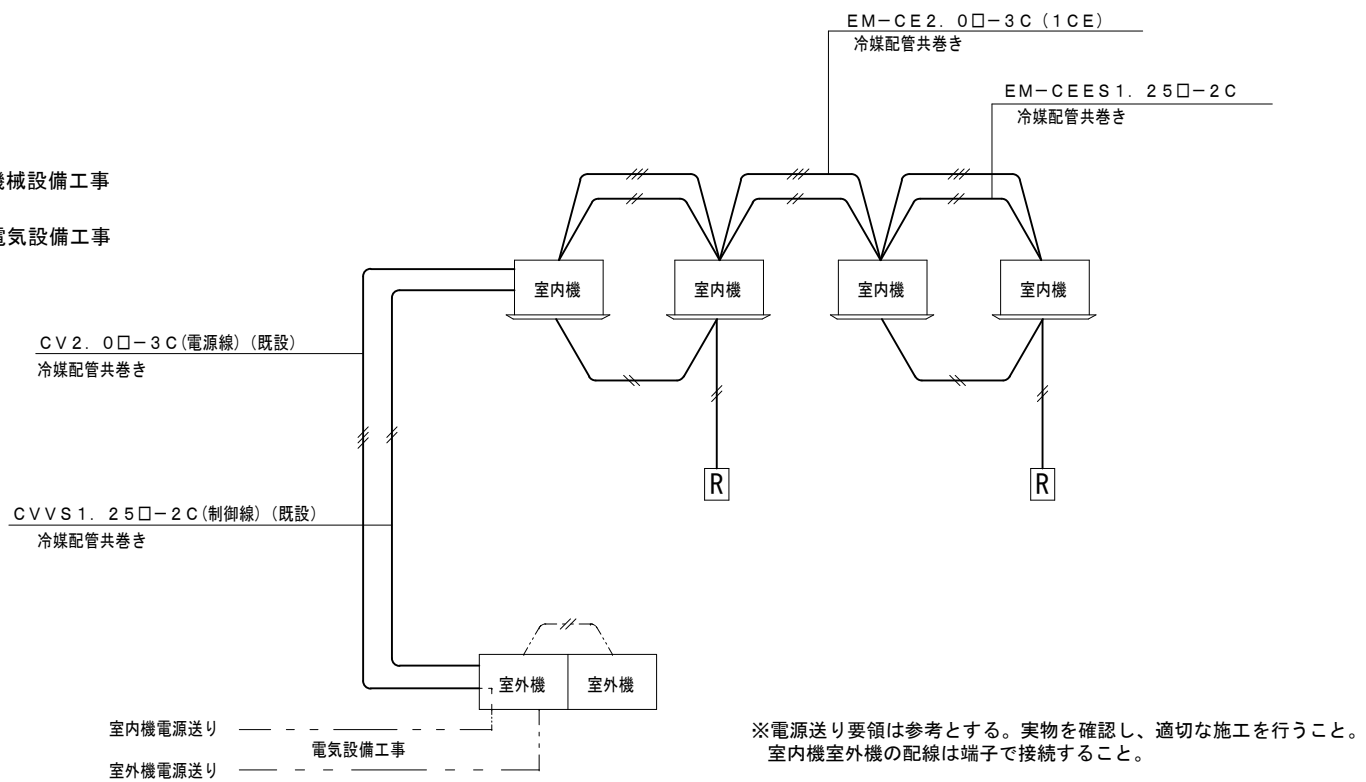 EM-CE2.0□-3C(1CE)
冷媒配管共巻き
EM-CEES1.25□-2C
冷媒配管共巻き
機械設備工事
電気設備工事
室内機
室内機
室内機
室内機
CV2.0□-3C(電源線)(既設)
冷媒配管共巻き
R
R
CVVS1.25□-2C(制御線)(既設)
冷媒配管共巻き
室外機
室外機
室内機電源送り
電気設備工事
室外機電源送り
※電源送り要領は参考とする。実物を確認し、適切な施工を行うこと。
室内機室外機の配線は端子で接続すること。